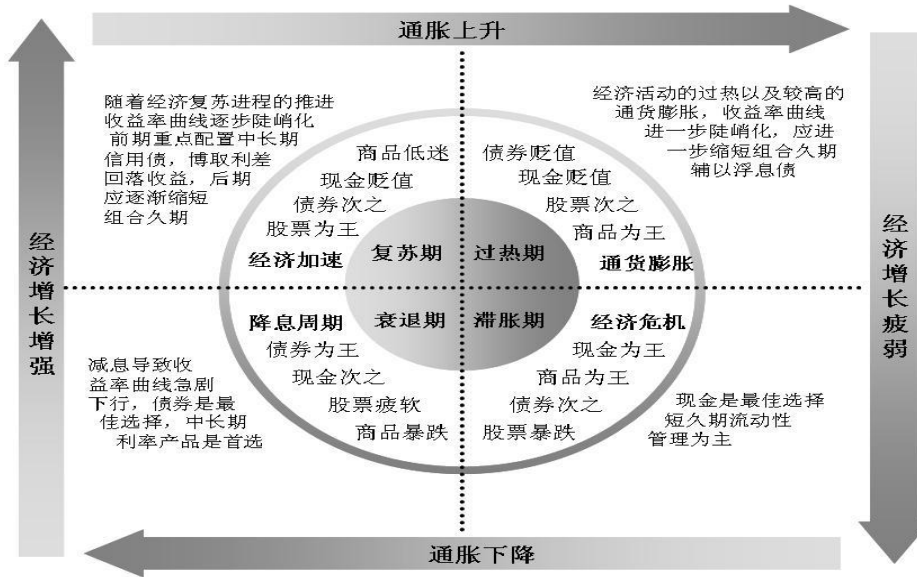 通胀上升
经济增长增强
随着经济复苏进程的推进
收益率曲线逐步陡峭化
前期重点配置中长期
信用债，博取利差
回落收益，后期
应逐渐缩短
组合久期
商品低迷
现金贬值
债券次之
股票为王
经济加速
复苏期
经济活动的过热以及较高的
通货膨胀，收益率曲线
进一步陡峭化，应进
一步缩短组合久期
辅以浮息债
债券贬值
现金贬值
股票次之
商品为王
过热期
通货膨胀
经济增长疲弱
降息周期
衰退期
债券为王
现金次之
股票疲软
商品暴跌
减息导致收
益率曲线急剧
下行，债券是最
佳选择，中长期
利率产品是首选
滞胀期
经济危机
现金为王
商品为王
债券次之
股票暴跌
现金是最佳选择
短久期流动性
管理为主
通胀下降